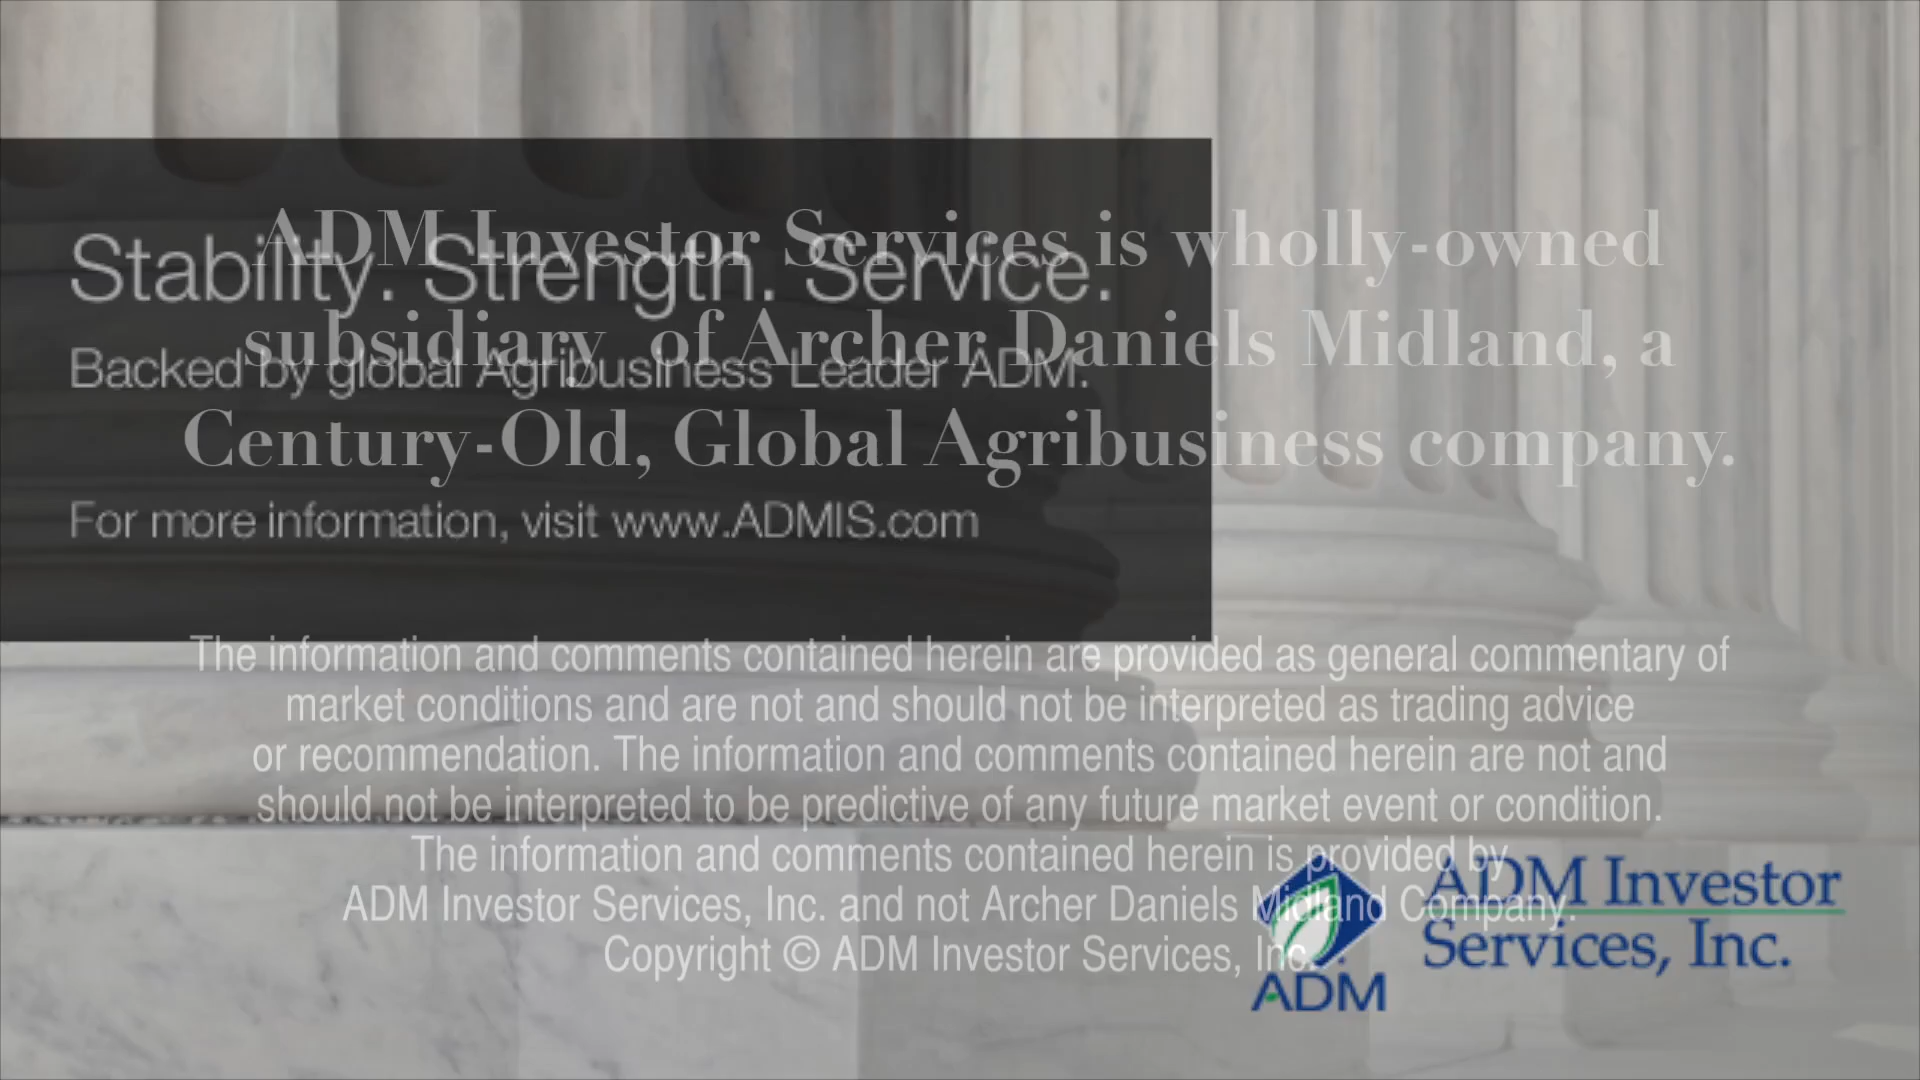 Stability. Strength. Service.
Backed by global Agribusiness Leader ADM.
For more information, visit www.ADMIS.com
ADM Investor Services is wholly-owned
subsidiary of Archer Daniels Midland, a
Century-Old, Global Agribusiness company.
The information and comments contained herein are provided as general commentary of
market conditions and are not and should not be interpreted as trading advice
or recommendation. The information and comments contained herein are not and
should not be interpreted to be predictive of any future market event or condition.
The information and comments contained herein is provided by
ADM Investor Services, Inc. and not Archer Daniels Midland Company.
Copyright © ADM Investor Services, Inc.
ADM
ADM Investor
Services, Inc.